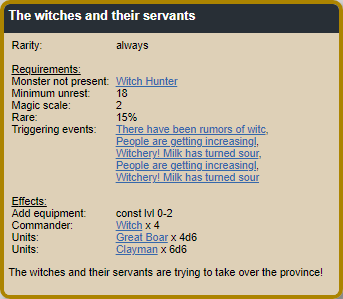 The witches and their servants
Rarity: always
Requirements:
Monster not present: Witch Hunter
Minimum unrest: 18
Magic scale: 2
Rare: 15%
Triggering events: There have been rumors of witc,
People are getting increasingl,
Witchery! Milk has turned sour,
People are getting increasingl,
Witchery! Milk has turned sour
Effects:
Add equipment: const lvl 0-2
Commander: Witch x 4
Units: Great Boar x 4d6
Units: Clayman x 6d6
The witches and their servants are trying to take over the province!